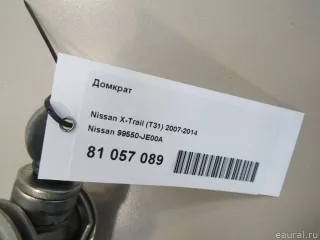 Домкрат
Nissan X-Trail (T31) 2007-2014
Nissan 99550-JE00A
81 057 089
eaural.ru